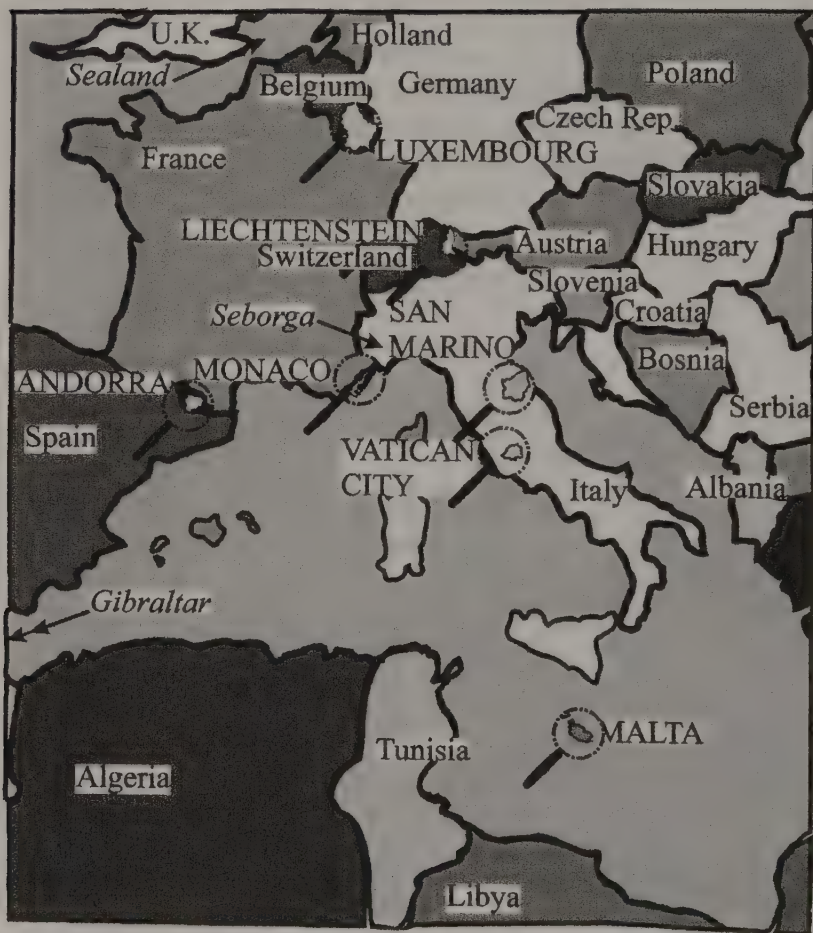 U.K.
Holland
Sealand
Belgium
Germany
Poland
Czech Rep.
France
LUXEMBOURG
Slovakia
LIECHTENSTEIN
Switzerland
Austria
Hungary
Slovenia
Seborga
SAN
MARINO
Croatia
Bosnia
ANDORRA
MONACO
Serbia
Spain
VATICAN
CITY
Italy
Albania
Gibraltar
Tunisia
MALTA
Algeria
Libya